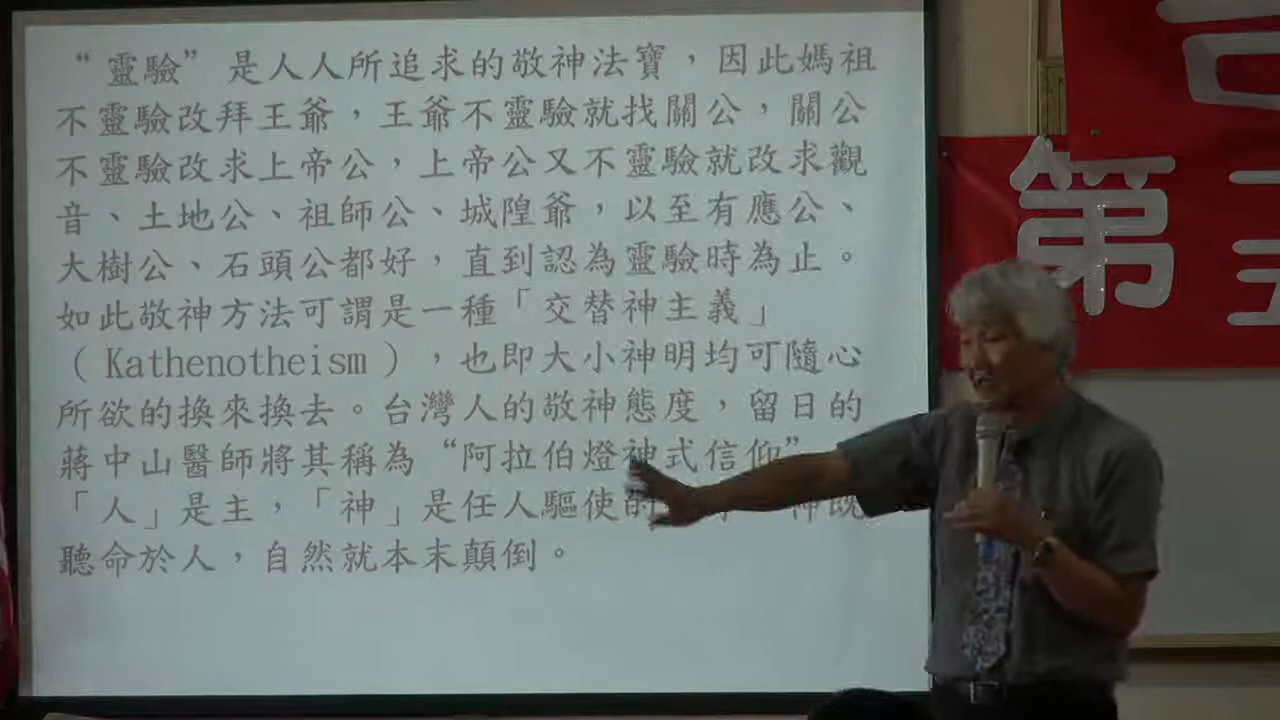 “靈驗”是人人所追求的敬神法寶，因此媽祖
不靈驗改拜王爺，王爺不靈驗就找關公，關公
不靈驗改求上帝公，上帝公又不靈驗就改求觀
音、土地公、祖師公、城隍爺，以至有應公、
大樹公、石頭公都好，直到認為靈驗時為止。
如此敬神方法可謂是一種「交替神主義」
（Kathenotheism），也即大小神明均可隨心
所欲的換來換去。台灣人的敬神態度，留日的
蔣中山醫師將其稱為“阿拉伯燈神式信仰”
「人」是主，「神」是任人驅使的 神既
聽命於人，自然就本末顛倒。
第